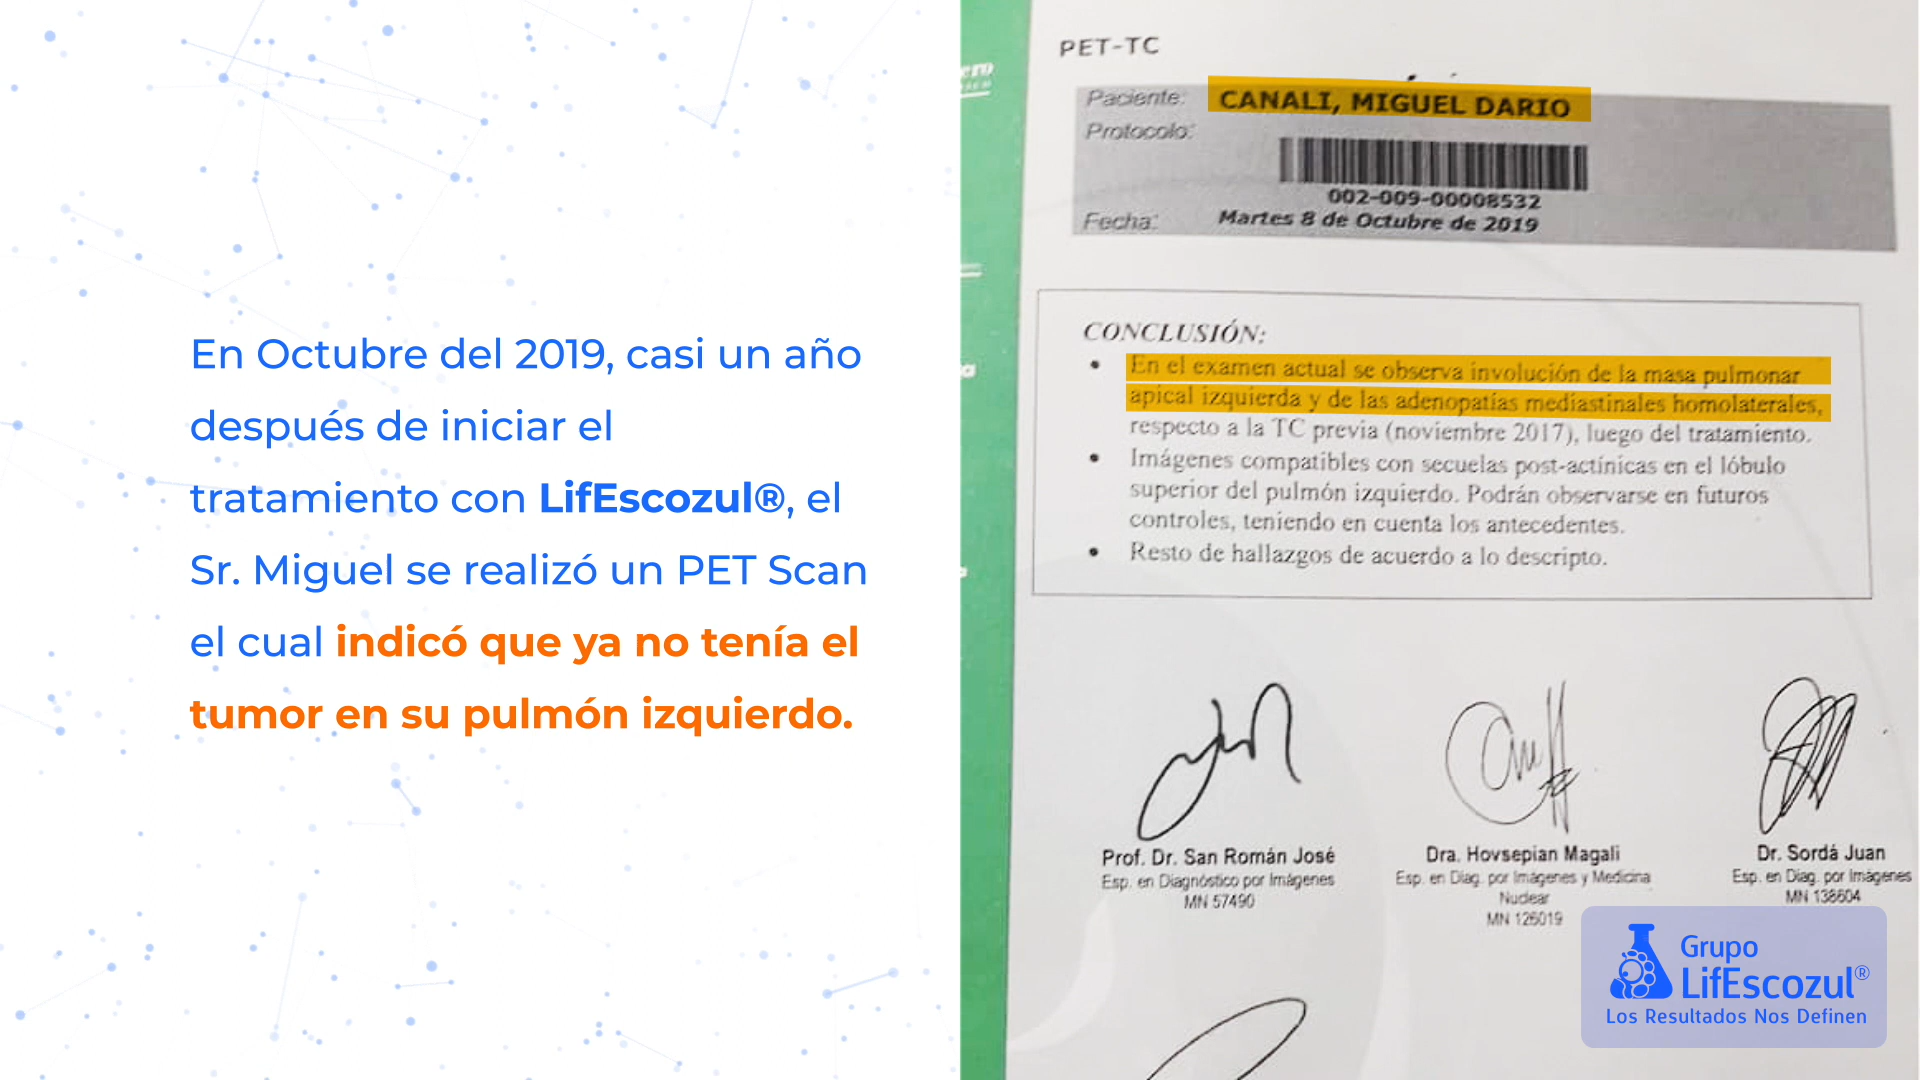 En Octubre del 2019, casi un año
después de iniciar el
tratamiento con LifEscozul®, el
Sr. Miguel se realizó un PET Scan
el cual indicó que ya no tenía el
tumor en su pulmón izquierdo.
PET-TC
Paciente: CANALI, MIGUEL DARIO
Protocolo:
002-009-00008532
Fecha: Martes 8 de Octubre de 2019
CONCLUSIÓN:
• En el examen actual se observa involución de la masa pulmonar
apical izquierda y de las adenopatías mediastinales homolaterales,
respecto a la TC previa (noviembre 2017), luego del tratamiento.
• Imágenes compatibles con secuelas post-actínicas en el lóbulo
superior del pulmón izquierdo. Podrán observarse en futuros
controles, teniendo en cuenta los antecedentes.
• Resto de hallazgos de acuerdo a lo descripto.
Prof. Dr. San Román José
Esp. en Diagnóstico por Imágenes
MN 57490
Dra. Hovsepian Magali
Esp. en Diag. por Imágenes y Medicina
Nuclear
MN 126019
Dr. Sordá Juan
Esp. en Diag. por Imágenes
MN 138604
Grupo
LifEscozul®
Los Resultados Nos Definen